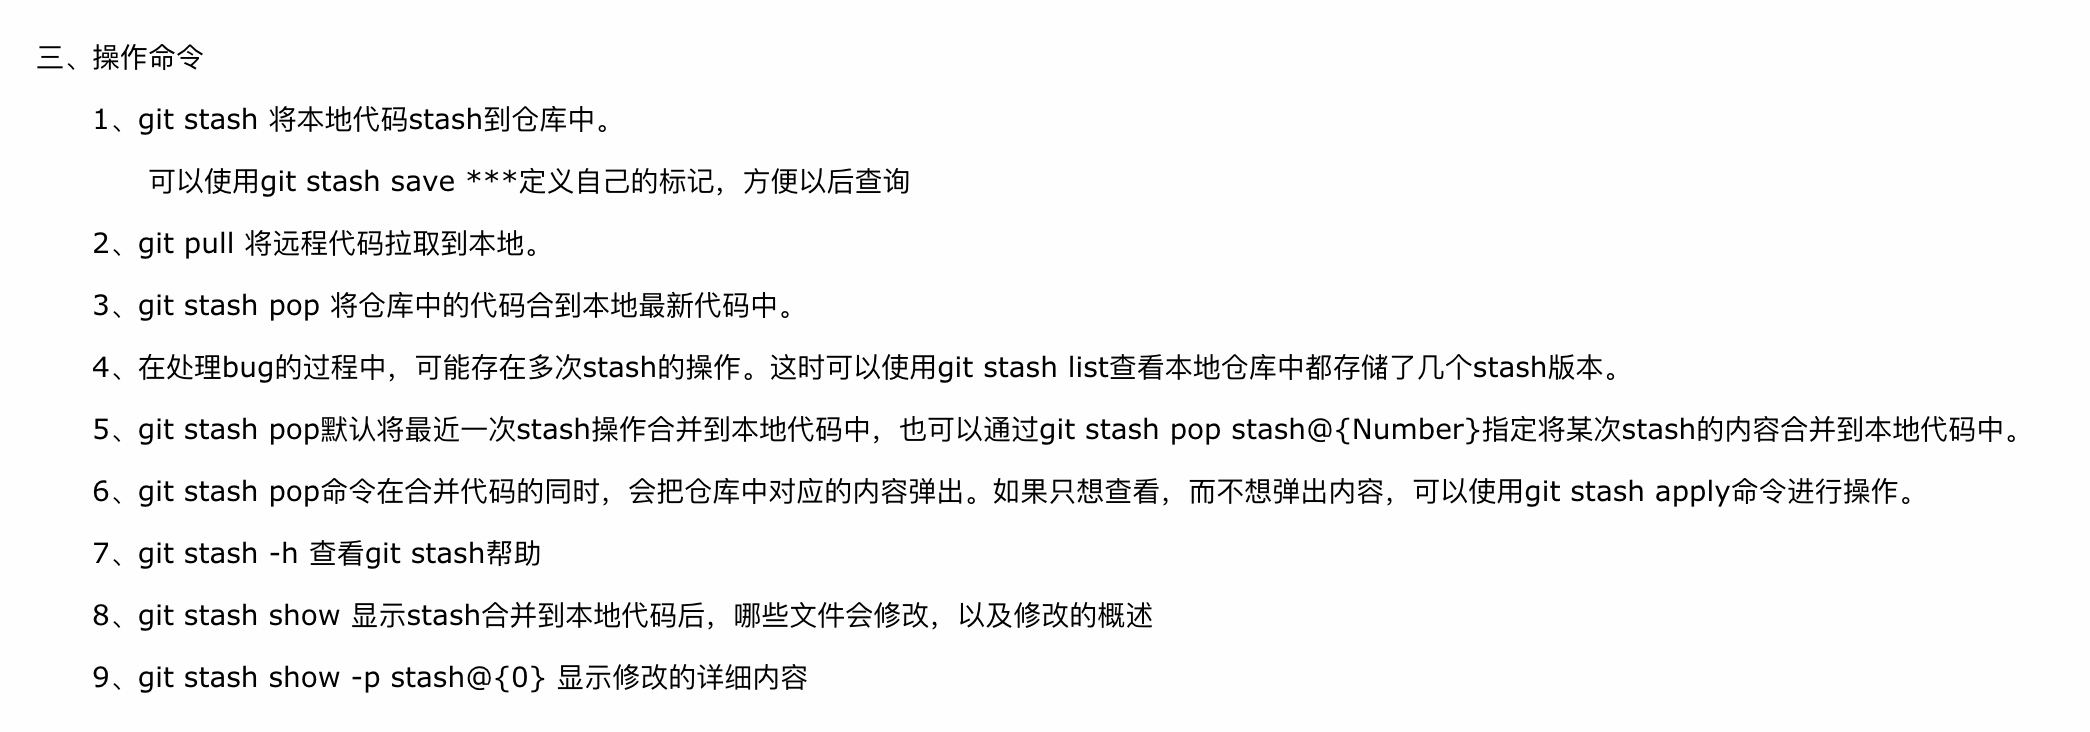 三、操作命令
1、git stash 将本地代码stash到仓库中。
可以使用git stash save ***定义自己的标记，方便以后查询
2、git pull 将远程代码拉取到本地。
3、git stash pop 将仓库中的代码合到本地最新代码中。
4、在处理bug的过程中，可能存在多次stash的操作。这时可以使用git stash list查看本地仓库中都存储了几个stash版本。
5、git stash pop默认将最近一次stash操作合并到本地代码中，也可以通过git stash pop stash@{Number}指定将某次stash的内容合并到本地代码中。
6、git stash pop命令在合并代码的同时，会把仓库中对应的内容弹出。如果只想查看，而不想弹出内容，可以使用git stash apply命令进行操作。
7、git stash -h 查看git stash帮助
8、git stash show 显示stash合并到本地代码后，哪些文件会修改，以及修改的概述
9、git stash show -p stash@{0} 显示修改的详细内容